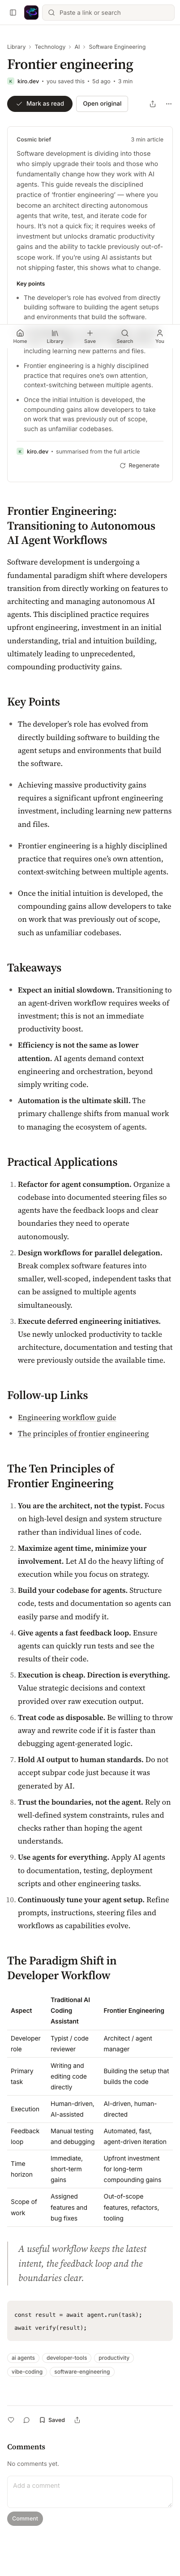 Paste a link or search
Library > Technology > AI > Software Engineering
Frontier engineering
K kiro.dev • you saved this • 5d ago • 3 min
Mark as read
Open original
Cosmic brief
3 min article
Software development is dividing into those
who simply upgrade their tools and those who
fundamentally change how they work with AI
agents. This guide reveals the disciplined
practice of 'frontier engineering' — where you
become an architect directing autonomous
agents that write, test, and iterate code for
hours. It's not a quick fix; it requires significant
investment but unlocks dramatic productivity
gains and the ability to tackle previously out-of-
scope work. If you're using AI assistants but
not shipping faster, this shows what to change.
Key points
The developer's role has evolved from directly
building software to building the agent setups
and environments that build the software.
Home
Library
Save
Search
You
including learning new patterns and files.
Frontier engineering is a highly disciplined
practice that requires one's own attention,
context-switching between multiple agents.
Once the initial intuition is developed, the
compounding gains allow developers to take
on work that was previously out of scope,
such as unfamiliar codebases.
K kiro.dev • summarised from the full article
Regenerate
Frontier Engineering:
Transitioning to Autonomous
AI Agent Workflows
Software development is undergoing a
fundamental paradigm shift where developers
transition from directly working on features to
architecting and managing autonomous AI
agents. This disciplined practice requires
upfront engineering, investment in an initial
understanding, trial and intuition building,
ultimately leading to unprecedented,
compounding productivity gains.
Key Points
The developer's role has evolved from
directly building software to building the
agent setups and environments that build
the software.
Achieving massive productivity gains
requires a significant upfront engineering
investment, including learning new patterns
and files.
Frontier engineering is a highly disciplined
practice that requires one's own attention,
context-switching between multiple agents.
Once the initial intuition is developed, the
compounding gains allow developers to take
on work that was previously out of scope,
such as unfamiliar codebases.
Takeaways
Expect an initial slowdown. Transitioning to
an agent-driven workflow requires weeks of
investment; this is not an immediate
productivity boost.
Efficiency is not the same as lower
attention. AI agents demand context
engineering and orchestration, beyond
simply writing code.
Automation is the ultimate skill. The
primary challenge shifts from manual work
to managing the ecosystem of agents.
Practical Applications
1. Refactor for agent consumption. Organize a
codebase into documented steering files so
agents have the feedback loops and clear
boundaries they need to operate
autonomously.
2. Design workflows for parallel delegation.
Break complex software features into
smaller, well-scoped, independent tasks that
can be assigned to multiple agents
simultaneously.
3. Execute deferred engineering initiatives.
Use newly unlocked productivity to tackle
architecture, documentation and testing that
were previously outside the available time.
Follow-up Links
Engineering workflow guide
The principles of frontier engineering
The Ten Principles of
Frontier Engineering
1. You are the architect, not the typist. Focus
on high-level design and system structure
rather than individual lines of code.
2. Maximize agent time, minimize your
involvement. Let AI do the heavy lifting of
execution while you focus on strategy.
3. Build your codebase for agents. Structure
code, tests and documentation so agents can
easily parse and modify it.
4. Give agents a fast feedback loop. Ensure
agents can quickly run tests and see the
results of their code.
5. Execution is cheap. Direction is everything.
Value strategic decisions and context
provided over raw execution output.
6. Treat code as disposable. Be willing to throw
away and rewrite code if it is faster than
debugging agent-generated logic.
7. Hold AI output to human standards. Do not
accept subpar code just because it was
generated by AI.
8. Trust the boundaries, not the agent. Rely on
well-defined system constraints, rules and
checks rather than hoping the agent
understands.
9. Use agents for everything. Apply AI agents
to documentation, testing, deployment
scripts and other engineering tasks.
10. Continuously tune your agent setup. Refine
prompts, instructions, steering files and
workflows as capabilities evolve.
The Paradigm Shift in
Developer Workflow
Aspect
Traditional AI Coding Assistant
Frontier Engineering
Developer role
Typist / code reviewer
Architect / agent manager
Primary task
Writing and editing code directly
Building the setup that builds the code
Execution
Human-driven, AI-assisted
AI-driven, human-directed
Feedback loop
Manual testing and debugging
Automated, fast, agent-driven iteration
Time horizon
Immediate, short-term gains
Upfront investment for long-term compounding gains
Scope of work
Assigned features and bug fixes
Out-of-scope features, refactors, tooling
A useful workflow keeps the latest
intent, the feedback loop and the
boundaries clear.
const result = await agent.run(task);
await verify(result);
ai agents
developer-tools
productivity
vibe-coding
software-engineering
Saved
Comments
No comments yet.
Add a comment
Comment